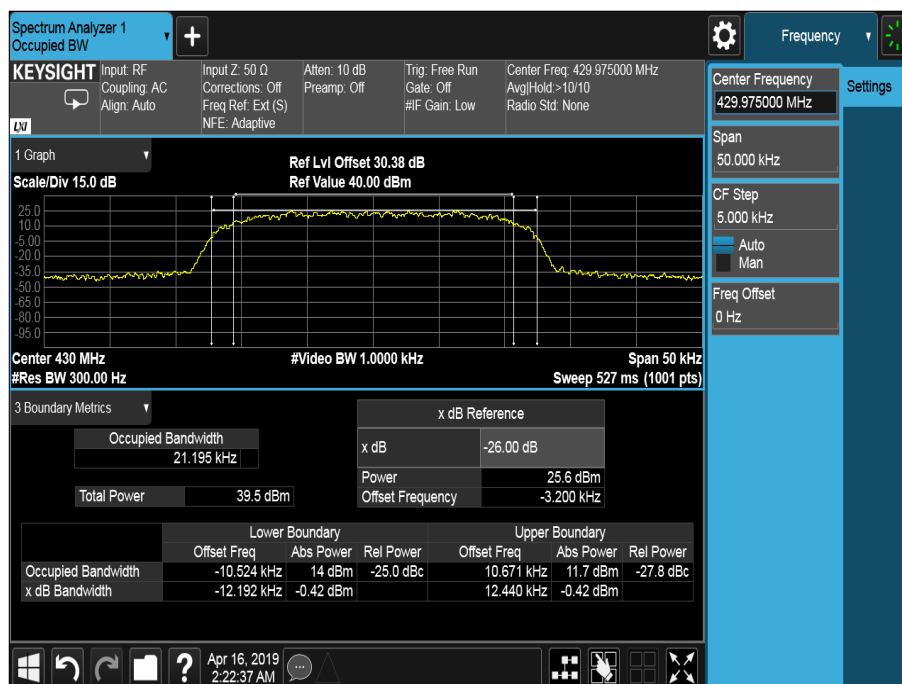 Spectrum Analyzer 1
Occupied BW
Frequency
KEYSIGHT
Input: RF
Coupling: AC
Align: Auto
Input Z: 50 Ω
Corrections: Off
Freq Ref: Ext (S)
NFE: Adaptive
Atten: 10 dB
Preamp: Off
Trig: Free Run
Gate: Off
#IF Gain: Low
Center Freq: 429.975000 MHz
Avg|Hold:>10/10
Radio Std: None
LXI
Center Frequency
429.975000 MHz
Settings
Span
50.000 kHz
CF Step
5.000 kHz
Auto
Man
Freq Offset
0 Hz
1 Graph
Scale/Div 15.0 dB
Ref Lvl Offset 30.38 dB
Ref Value 40.00 dBm
25.0
10.0
-5.00
-20.0
-35.0
-50.0
-65.0
-80.0
-95.0
Center 430 MHz
#Video BW 1.0000 kHz
Span 50 kHz
#Res BW 300.00 Hz
Sweep 527 ms (1001 pts)
3 Boundary Metrics
Occupied Bandwidth
21.195 kHz
Total Power 39.5 dBm
x dB Reference
x dB -26.00 dB
Power 25.6 dBm
Offset Frequency -3.200 kHz
Lower Boundary Upper Boundary
Offset Freq Abs Power Rel Power Offset Freq Abs Power Rel Power
Occupied Bandwidth -10.524 kHz 14 dBm -25.0 dBc 10.671 kHz 11.7 dBm -27.8 dBc
x dB Bandwidth -12.192 kHz -0.42 dBm 12.440 kHz -0.42 dBm
Apr 16, 2019
2:22:37 AM